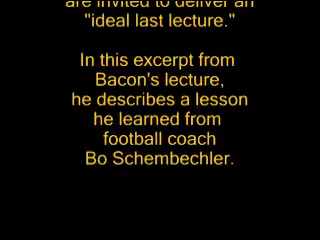 are invited to deliver an
"ideal last lecture."
In this excerpt from
Bacon's lecture,
he describes a lesson
he learned from
football coach
Bo Schembechler.